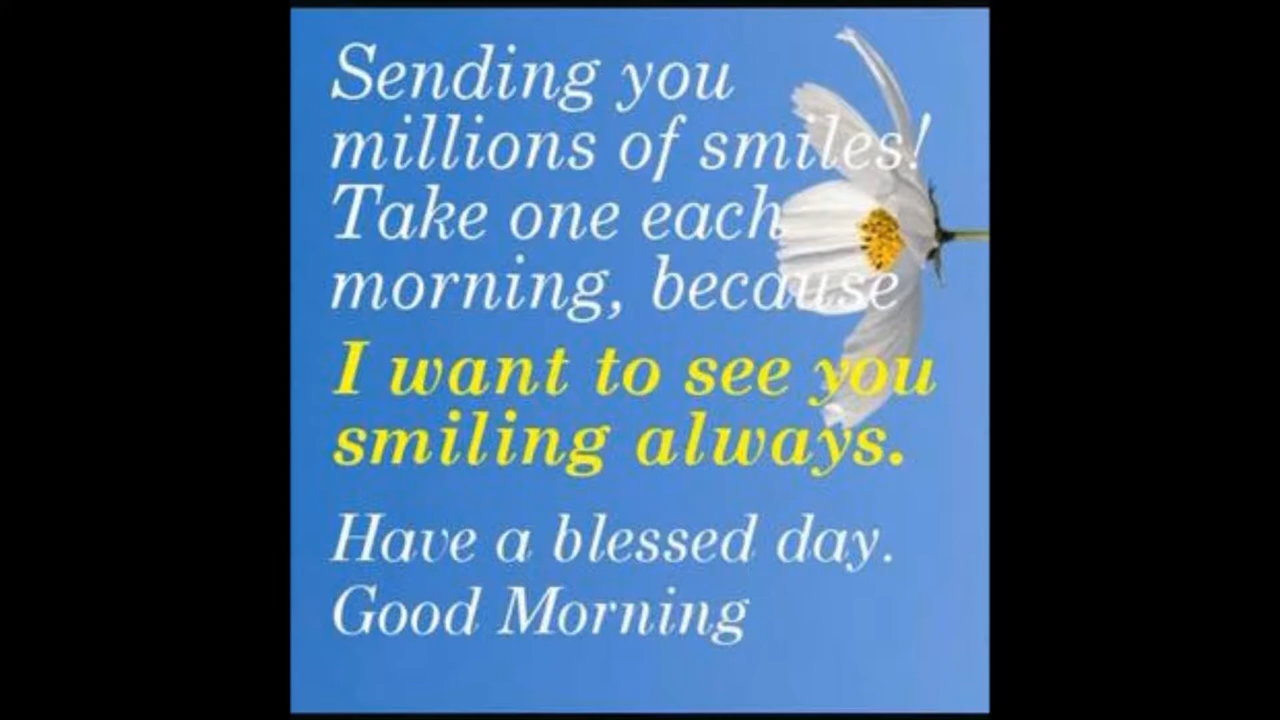 Sending you
millions of smiles!
Take one each
morning, because
I want to see you
smiling always.
Have a blessed day.
Good Morning